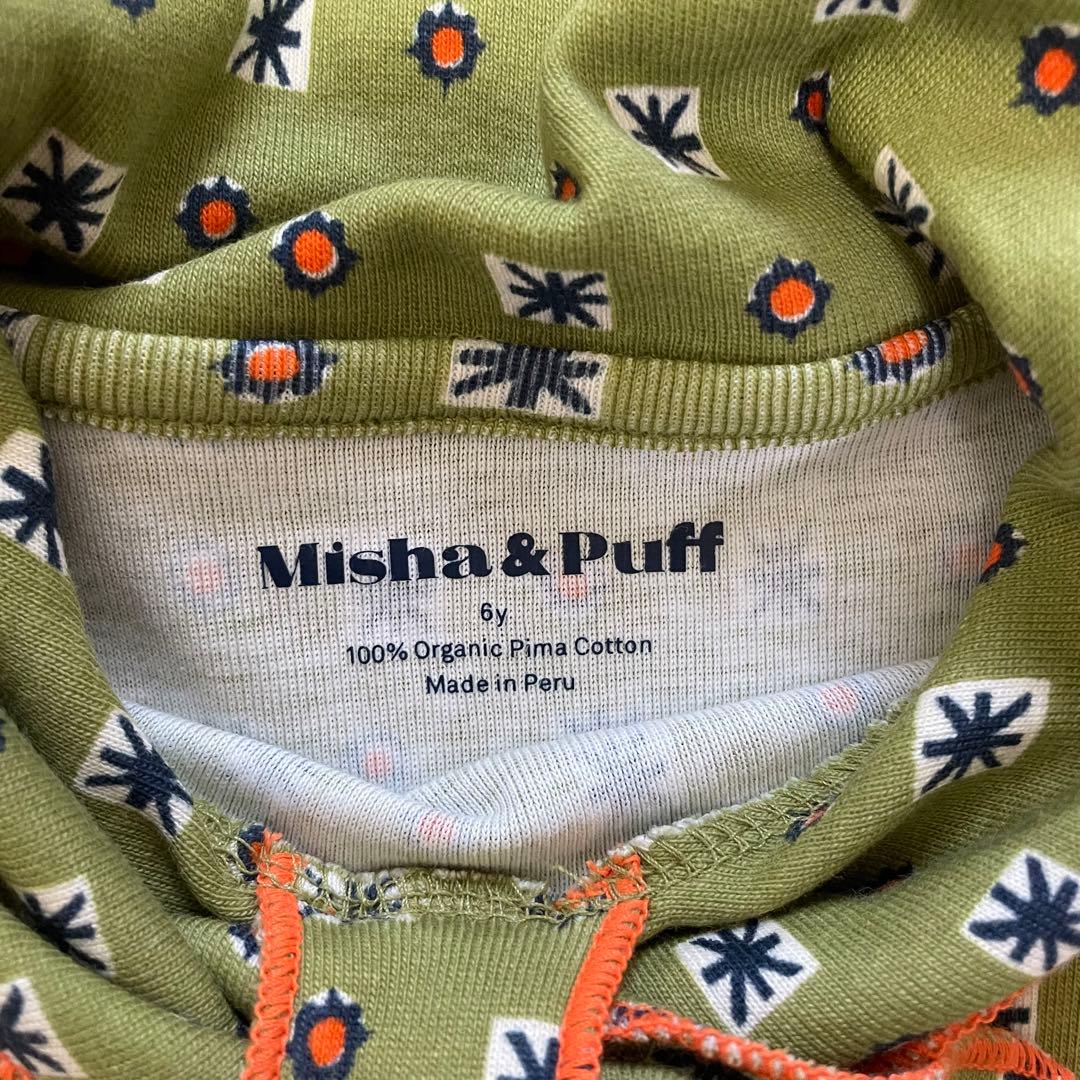 Misha&Puff
6y
100% Organic Pima Cotton
Made in Peru